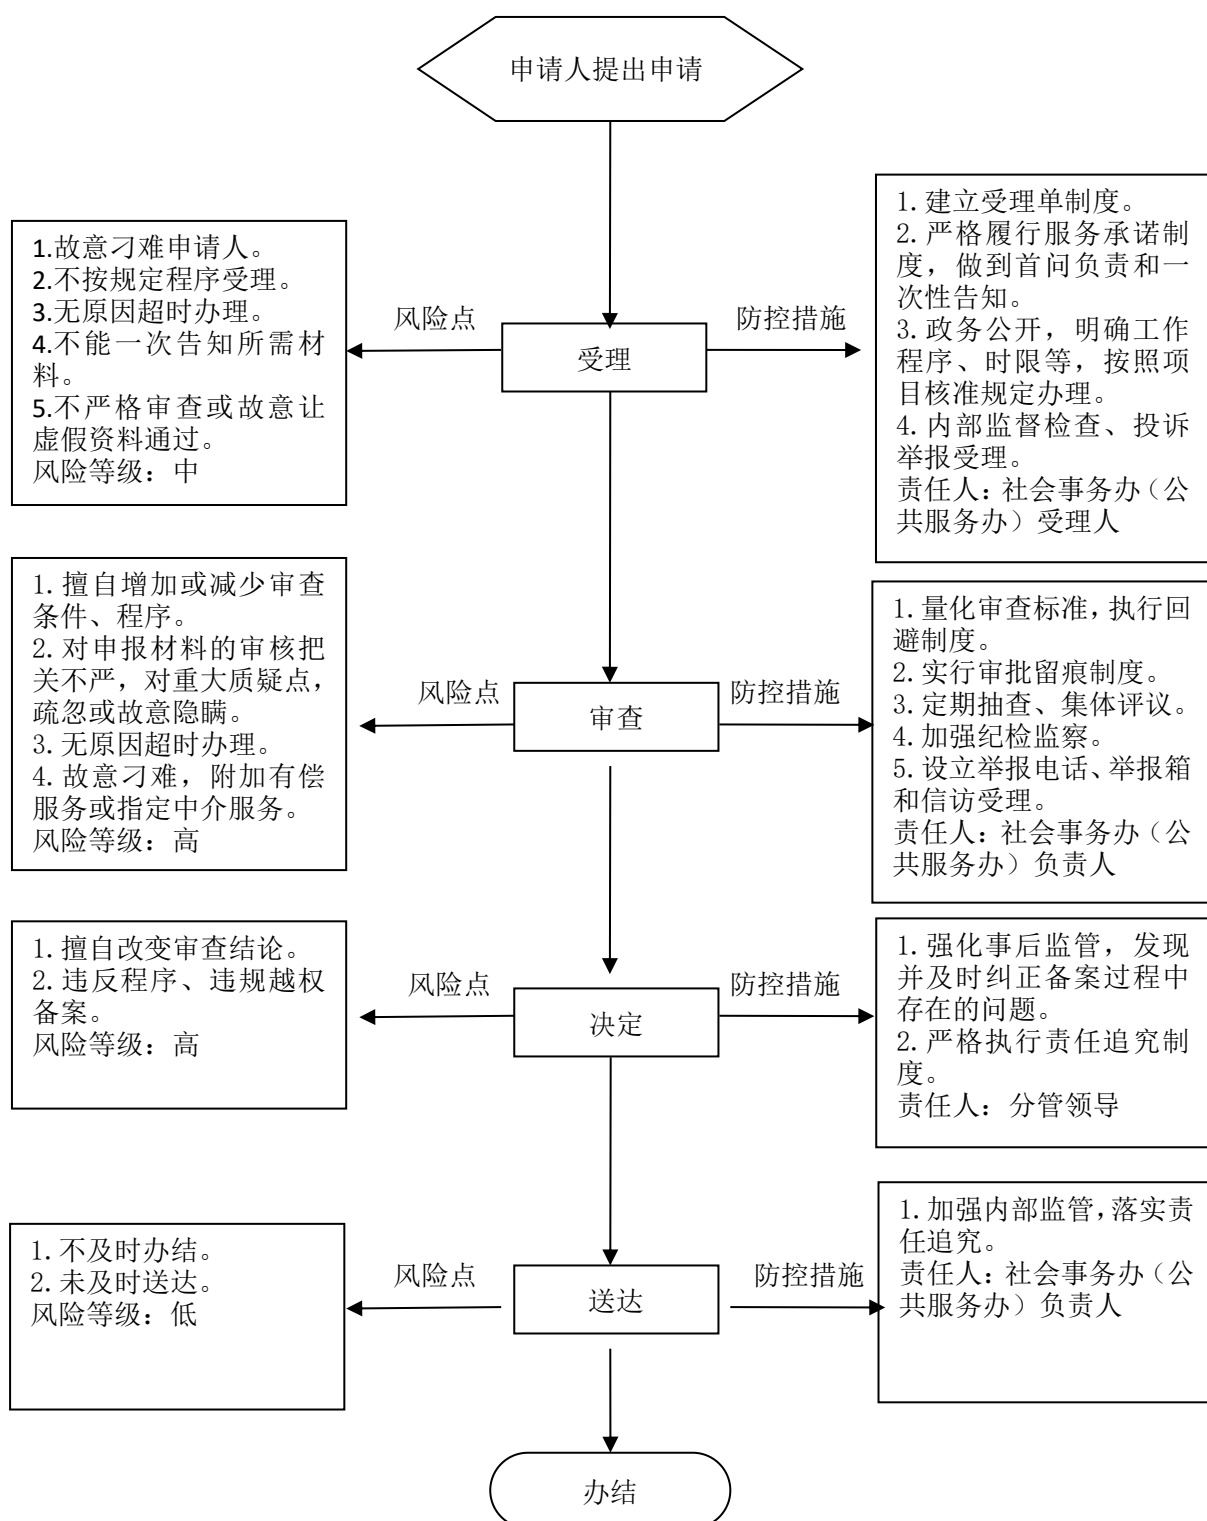 申请人提出申请
1.故意刁难申请人。
2.不按规定程序受理。
3.无原因超时办理。
4.不能一次告知所需材
料。
5.不严格审查或故意让
虚假资料通过。
风险等级：中
风险点
受理
防控措施
1.建立受理单制度。
2.严格履行服务承诺制
度，做到首问负责和一
次性告知。
3.政务公开，明确工作
程序、时限等，按照项
目核准规定办理。
4.内部监督检查、投诉
举报受理。
责任人：社会事务办（公
共服务办）受理人
1.擅自增加或减少审查
条件、程序。
2.对申报材料的审核把
关不严，对重大质疑点，
疏忽或故意隐瞒。
3.无原因超时办理。
4.故意刁难，附加有偿
服务或指定中介服务。
风险等级：高
风险点
审查
防控措施
1.量化审查标准，执行回
避制度。
2.实行审批留痕制度。
3.定期抽查、集体评议。
4.加强纪检监察。
5.设立举报电话、举报箱
和信访受理。
责任人：社会事务办（公
共服务办）负责人
1.擅自改变审查结论。
2.违反程序、违规越权
备案。
风险等级：高
风险点
决定
防控措施
1.强化事后监管，发现
并及时纠正备案过程中
存在的问题。
2.严格执行责任追究制
度。
责任人：分管领导
1.不及时办结。
2.未及时送达。
风险等级：低
风险点
送达
防控措施
1.加强内部监管，落实责
任追究。
责任人：社会事务办（公
共服务办）负责人
办结